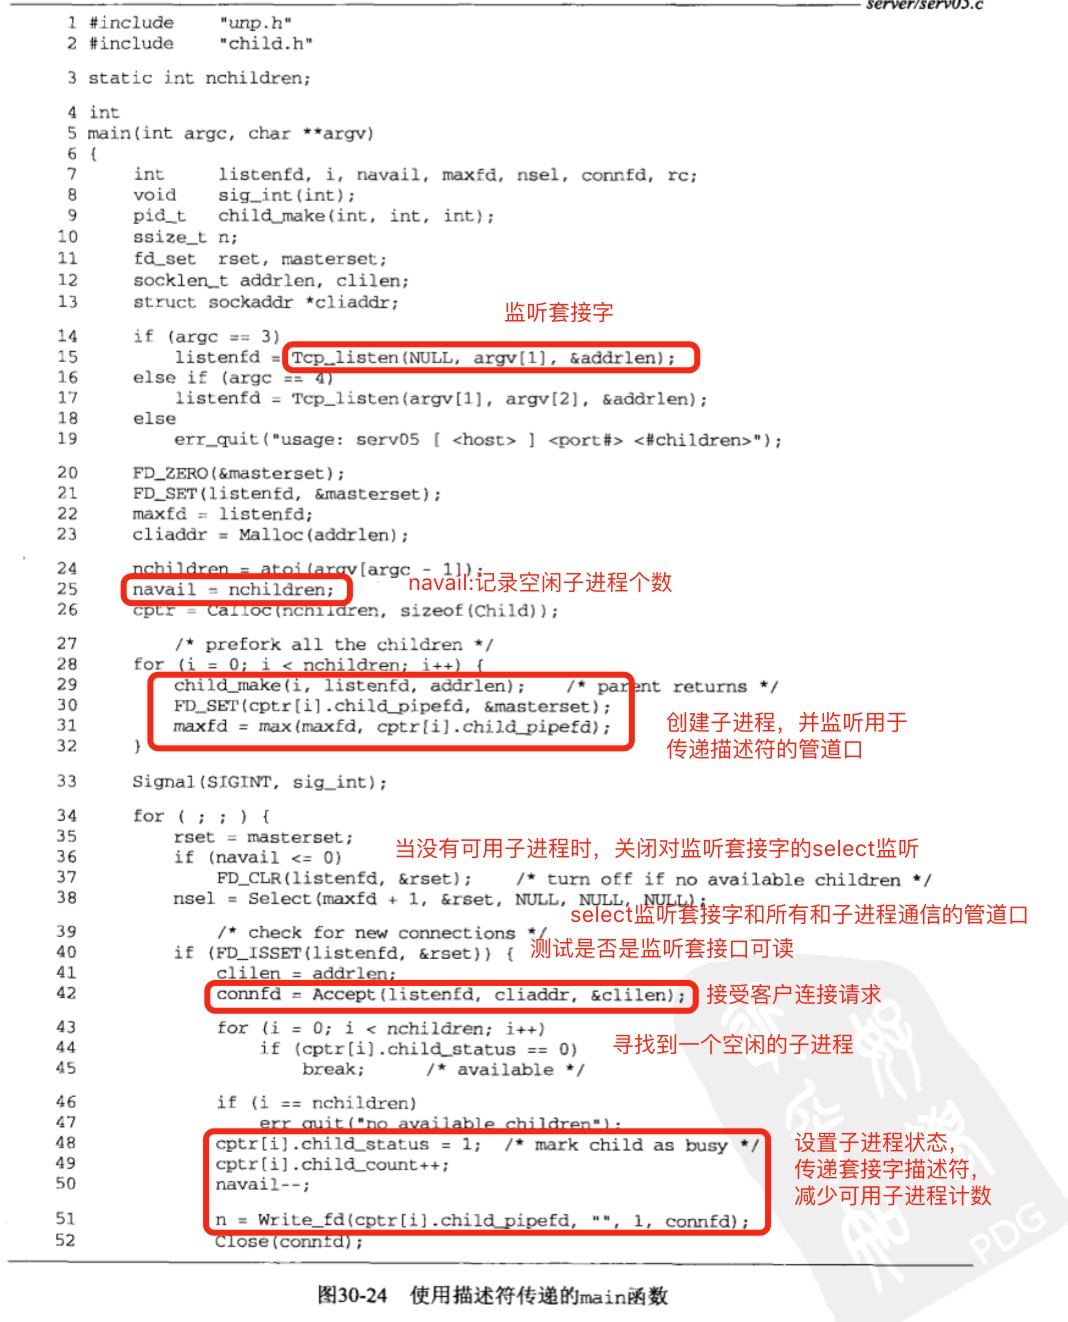 server/serv05.c
1 #include "unp.h"
2 #include "child.h"
3 static int nchildren;
4 int
5 main(int argc, char **argv)
6 {
7 int listenfd, i, navail, maxfd, nsel, connfd, rc;
8 void sig_int(int);
9 pid_t child_make(int, int, int);
10 ssize_t n;
11 fd_set rset, masterset;
12 socklen_t addrlen, clilen;
13 struct sockaddr *cliaddr;
监听套接字
14 if (argc == 3)
15 listenfd = Tcp_listen(NULL, argv[1], &addrlen);
16 else if (argc == 4)
17 listenfd = Tcp_listen(argv[1], argv[2], &addrlen);
18 else
19 err_quit("usage: serv05 [ <host> ] <port#> <#children>");
20 FD_ZERO(&masterset);
21 FD_SET(listenfd, &masterset);
22 maxfd = listenfd;
23 cliaddr = Malloc(addrlen);
24 nchildren = atoi(argv[argc - 1]);
25 navail = nchildren;
navail:记录空闲子进程个数
26 cptr = Calloc(nchildren, sizeof(Child));
27 /* prefork all the children */
28 for (i = 0; i < nchildren; i++) {
29 child_make(i, listenfd, addrlen); /* parent returns */
30 FD_SET(cptr[i].child_pipefd, &masterset);
31 maxfd = max(maxfd, cptr[i].child_pipefd);
32 }
创建子进程，并监听用于
传递描述符的管道口
33 Signal(SIGINT, sig_int);
34 for ( ; ; ) {
35 rset = masterset;
36 if (navail <= 0)
当没有可用子进程时，关闭对监听套接字的select监听
37 FD_CLR(listenfd, &rset); /* turn off if no available children */
38 nsel = Select(maxfd + 1, &rset, NULL, NULL, NULL);
select监听套接字和所有和子进程通信的管道口
39 /* check for new connections */
40 if (FD_ISSET(listenfd, &rset)) {
测试是否是监听套接口可读
41 clilen = addrlen;
42 connfd = Accept(listenfd, cliaddr, &clilen);
接受客户连接请求
43 for (i = 0; i < nchildren; i++)
44 if (cptr[i].child_status == 0)
寻找到一个空闲的子进程
45 break; /* available */
46 if (i == nchildren)
47 err_quit("no available children");
48 cptr[i].child_status = 1; /* mark child as busy */
49 cptr[i].child_count++;
50 navail--;
设置子进程状态，
传递套接字描述符，
减少可用子进程计数
51 n = Write_fd(cptr[i].child_pipefd, "", 1, connfd);
52 Close(connfd);
PDG
图30-24 使用描述符传递的main函数